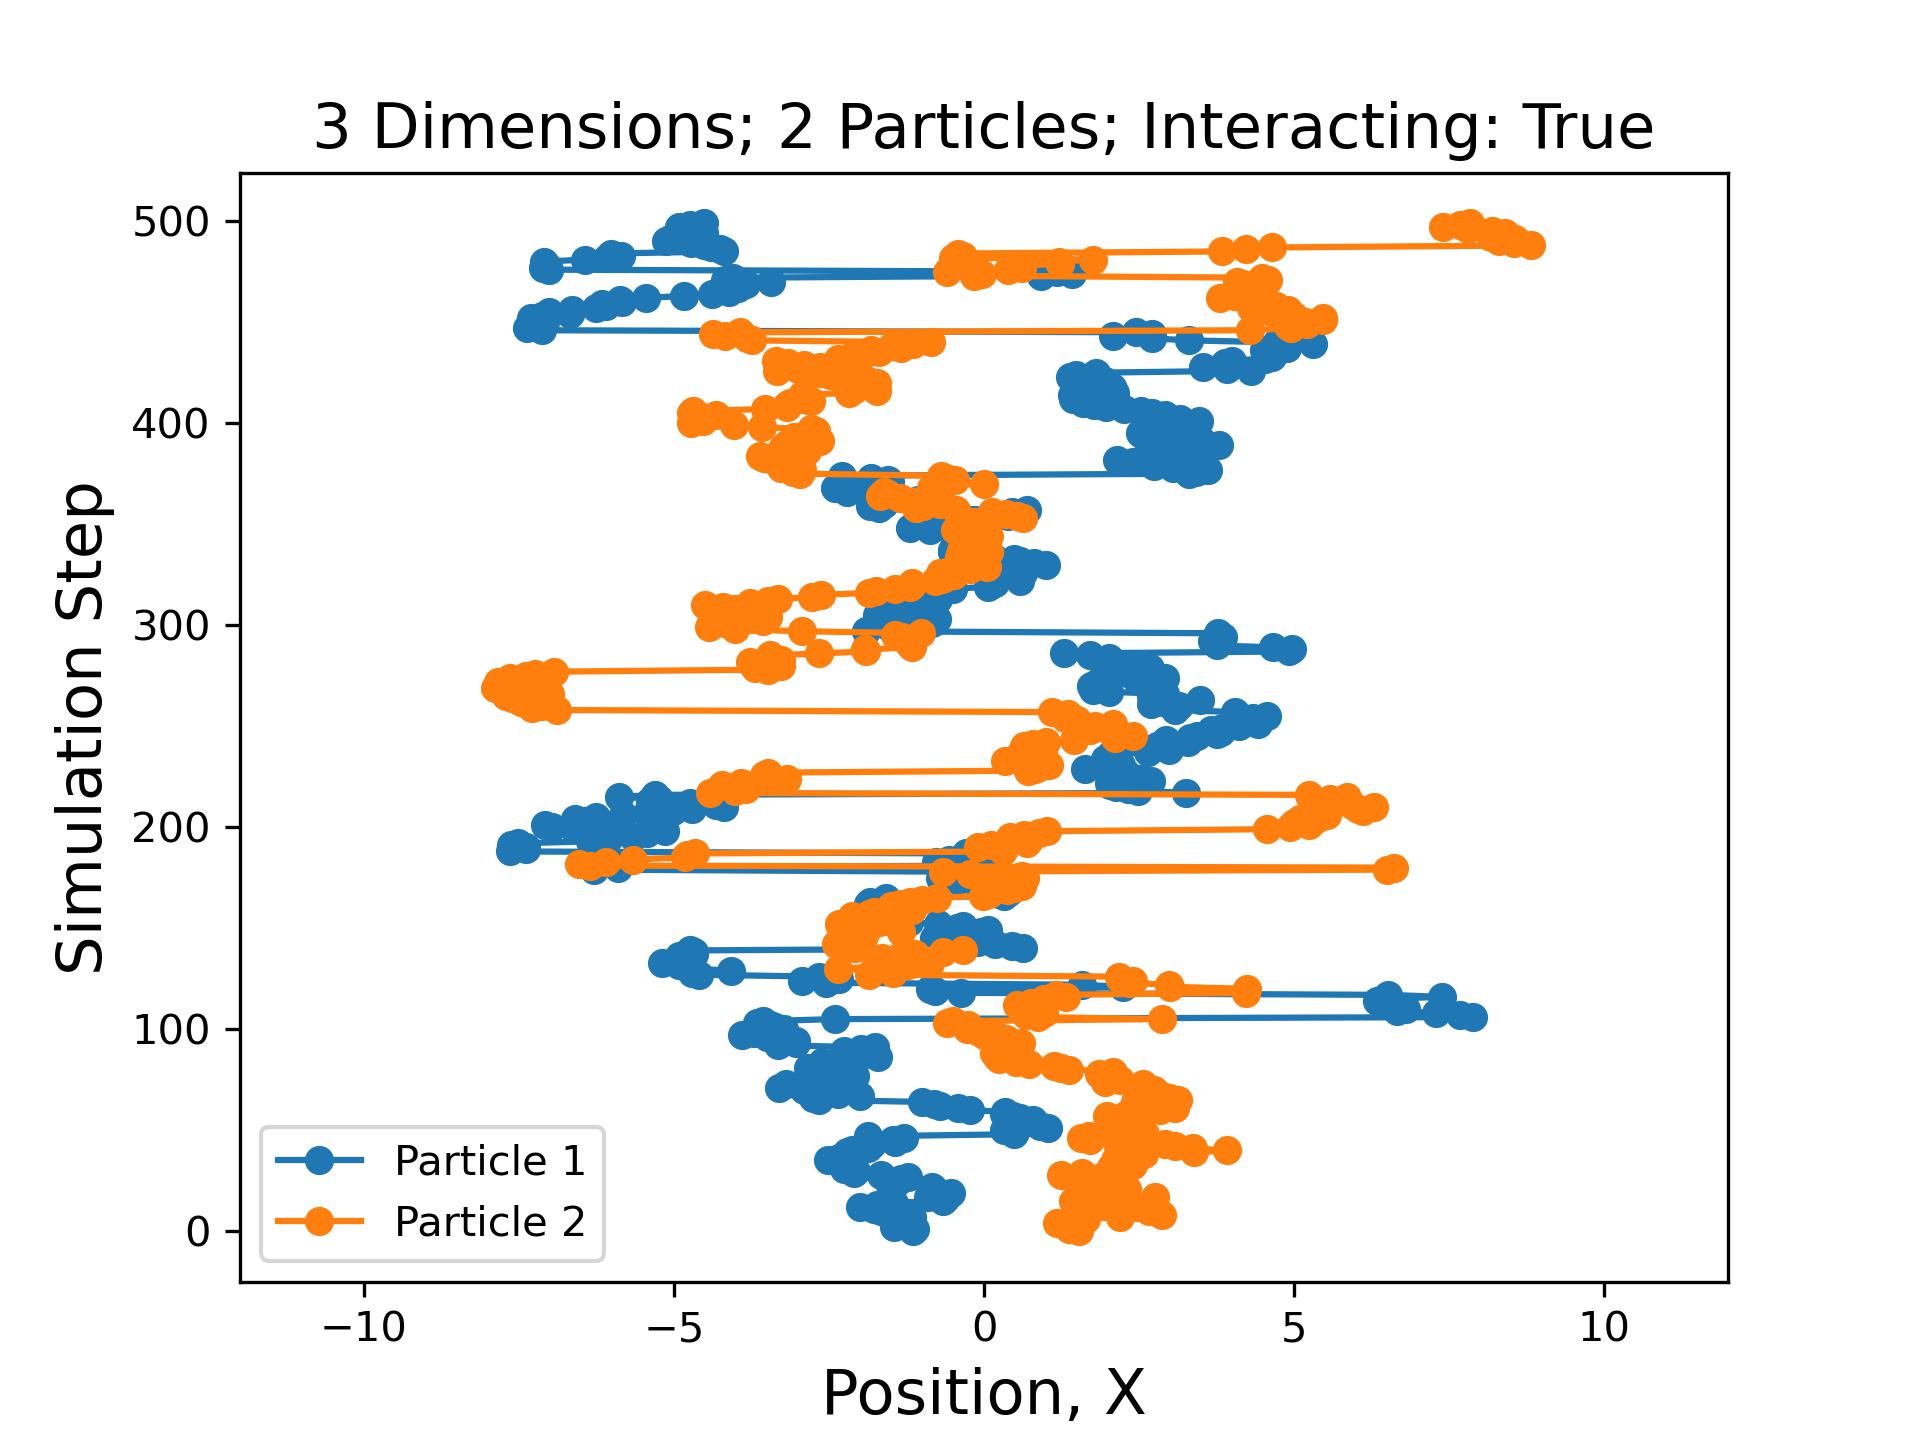 3 Dimensions; 2 Particles; Interacting: True
500
400
300
200
100
0
Simulation Step
Particle 1
Particle 2
−10
−5
0
5
10
Position, X